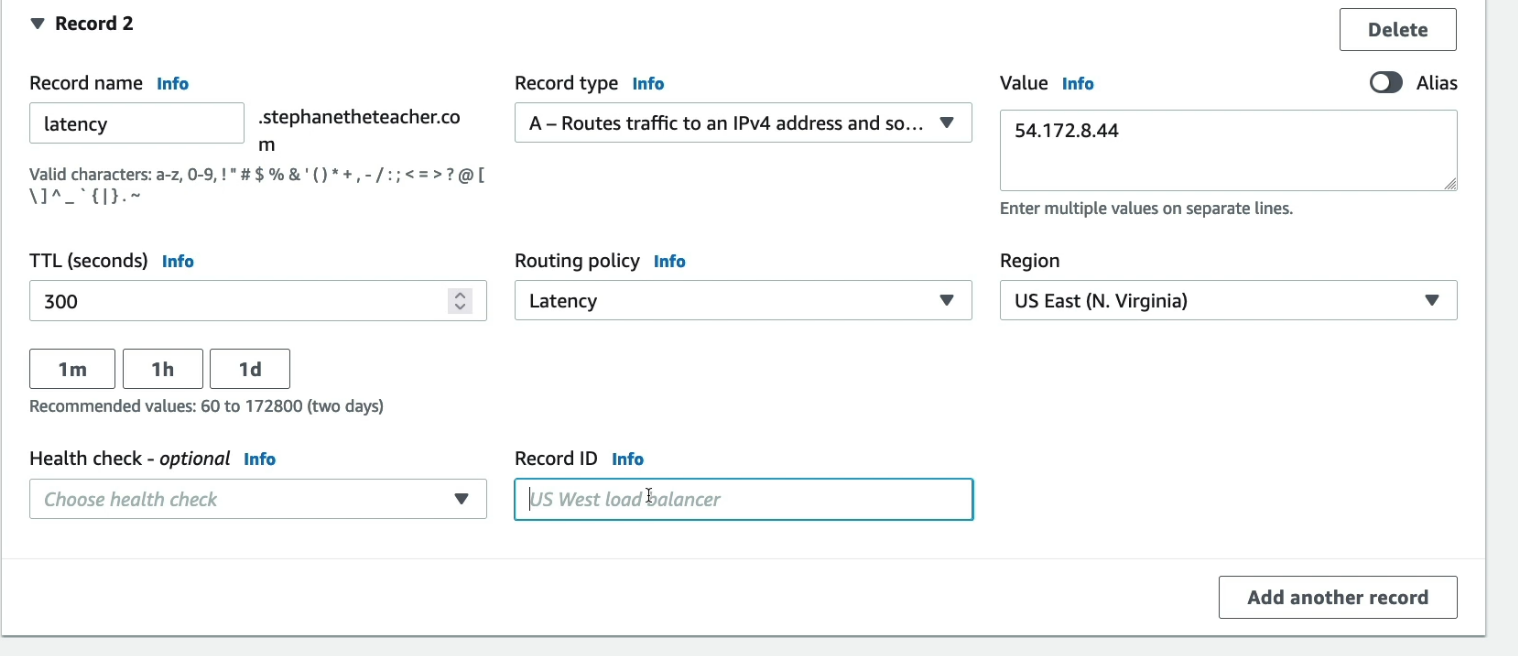 Record 2
Delete
Record name Info
Record type Info
Value Info
Alias
latency
.stephanetheteacher.co
m
A – Routes traffic to an IPv4 address and so...
54.172.8.44
Valid characters: a-z, 0-9, ! " # $ % & ' ( ) * + , - / : ; < = > ? @ [
\ ] ^ _ ` { | } . ~
Enter multiple values on separate lines.
TTL (seconds) Info
Routing policy Info
Region
300
Latency
US East (N. Virginia)
1m
1h
1d
Recommended values: 60 to 172800 (two days)
Health check - optional Info
Record ID Info
Choose health check
US West load balancer
Add another record